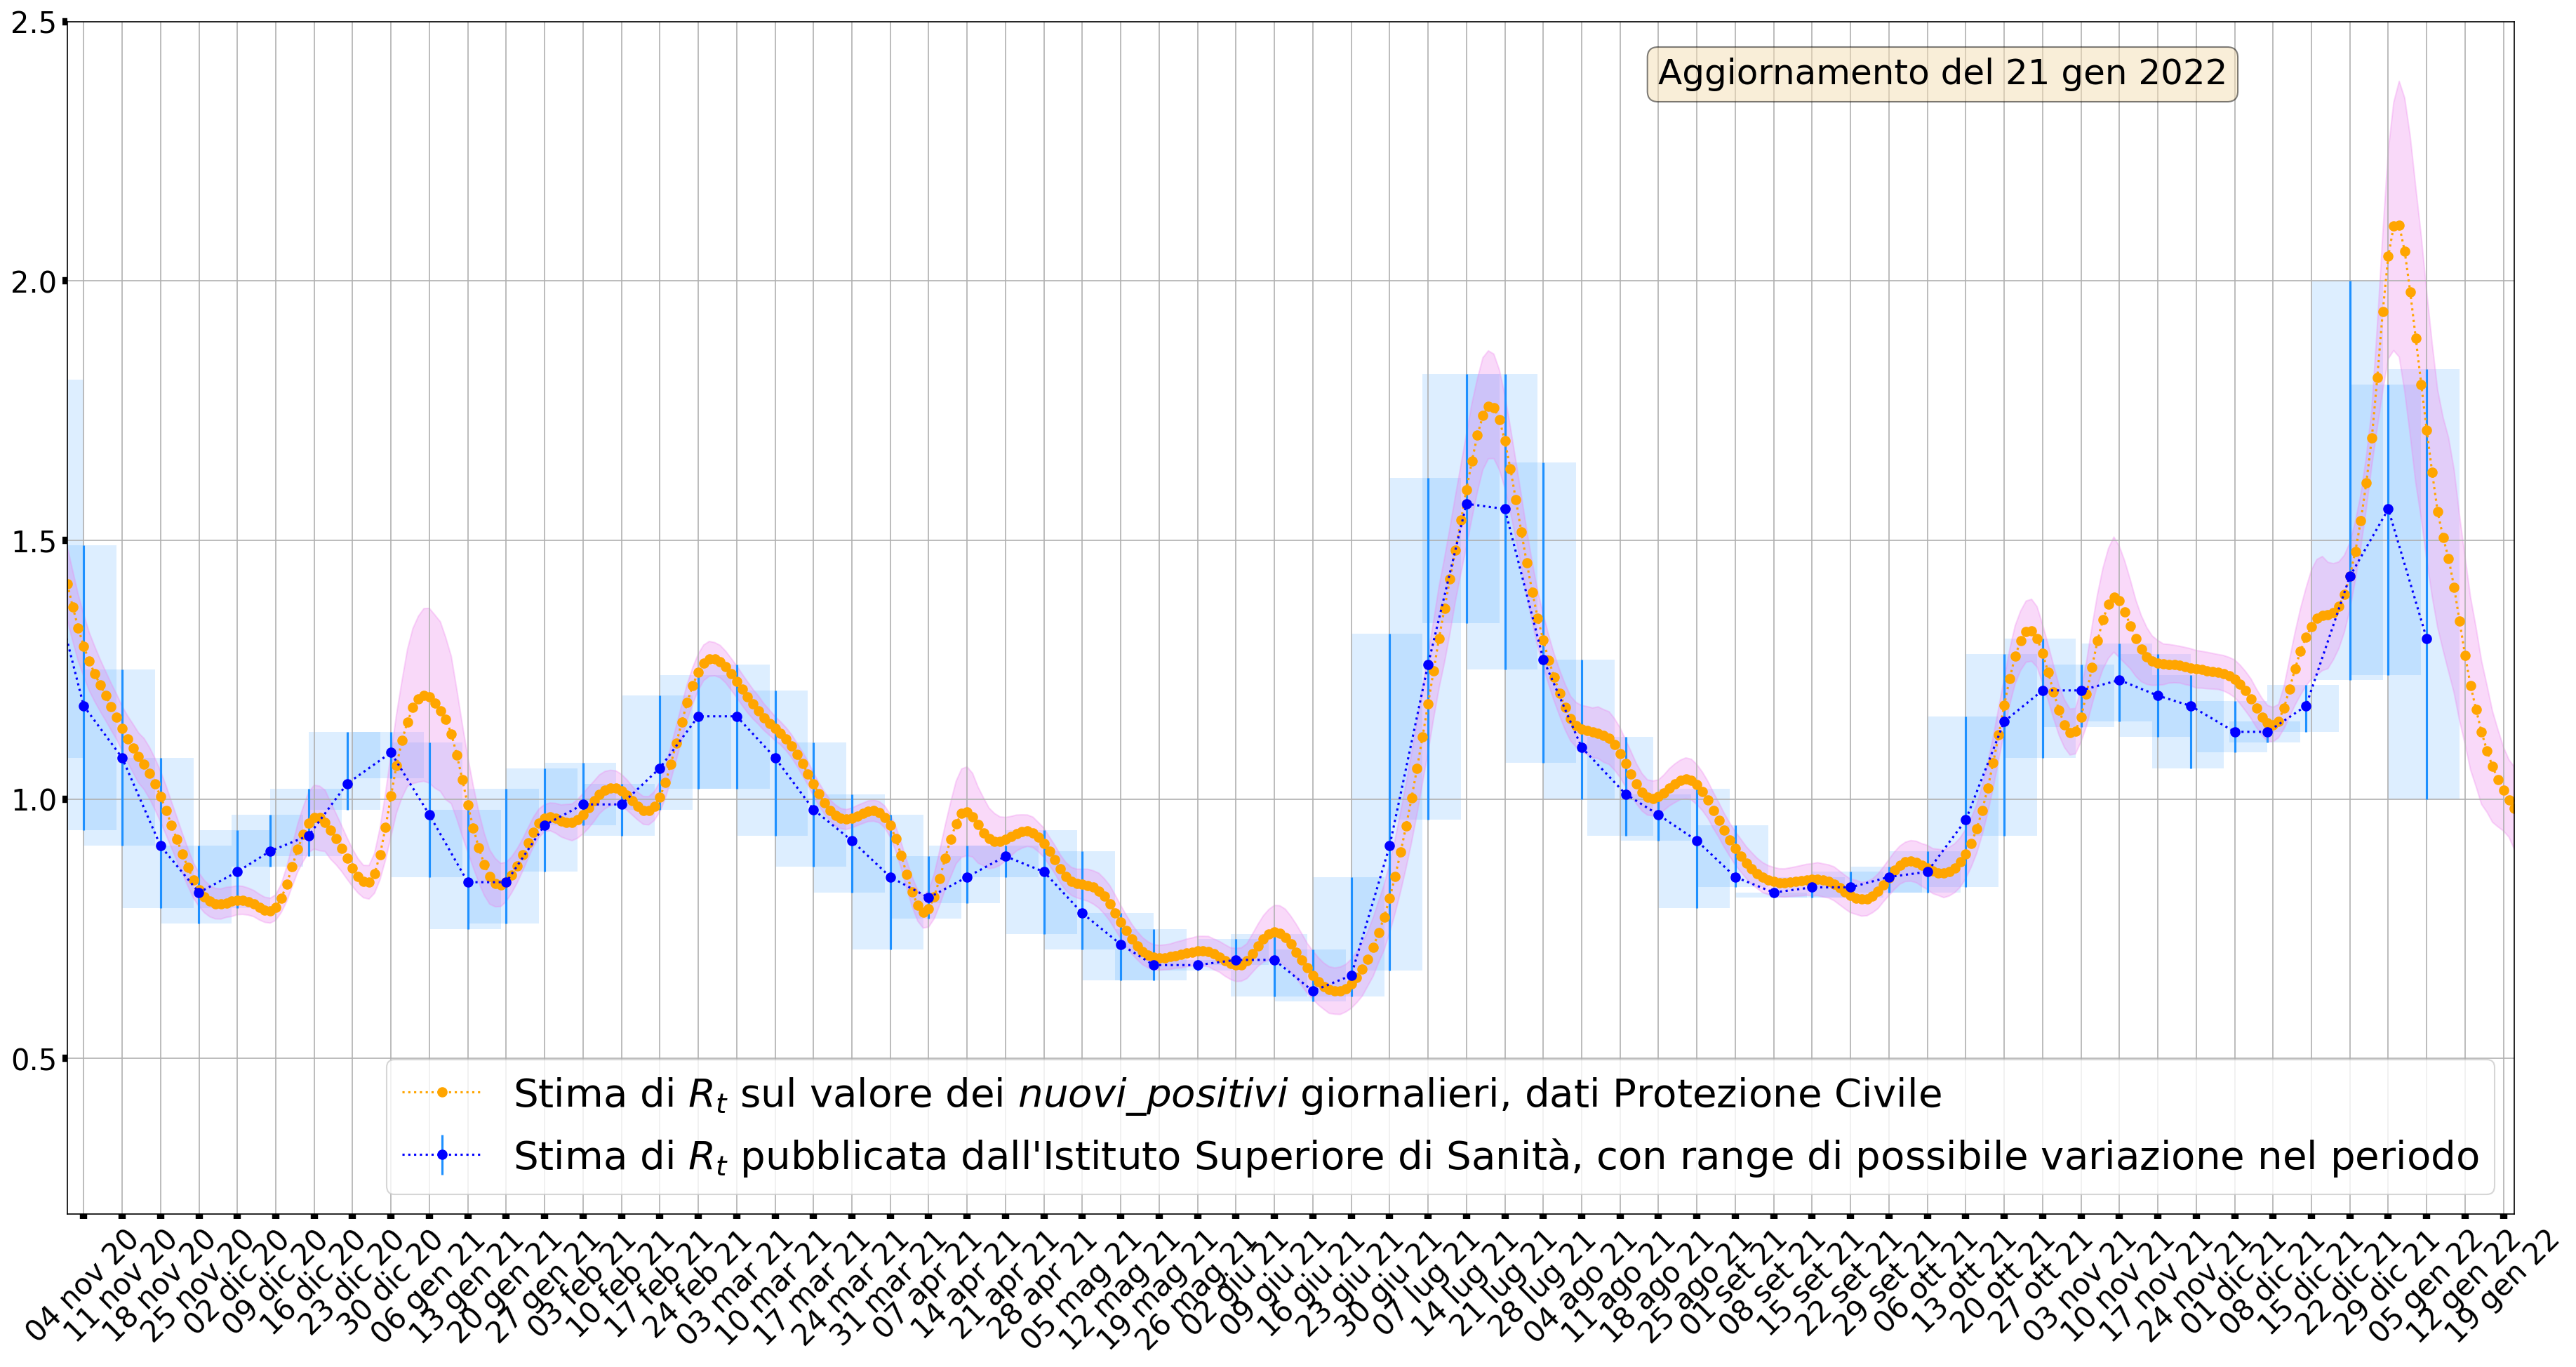 2.5
Aggiornamento del 21 gen 2022
2.0
1.5
1.0
0.5
Stima di R_t sul valore dei nuovi_positivi giornalieri, dati Protezione Civile
Stima di R_t pubblicata dall'Istituto Superiore di Sanità, con range di possibile variazione nel periodo
04 nov 20
11 nov 20
18 nov 20
25 nov 20
02 dic 20
09 dic 20
16 dic 20
23 dic 20
30 dic 20
06 gen 21
13 gen 21
20 gen 21
27 gen 21
03 feb 21
10 feb 21
17 feb 21
24 feb 21
03 mar 21
10 mar 21
17 mar 21
24 mar 21
31 mar 21
07 apr 21
14 apr 21
21 apr 21
28 apr 21
05 mag 21
12 mag 21
19 mag 21
26 mag 21
02 giu 21
09 giu 21
16 giu 21
23 giu 21
30 giu 21
07 lug 21
14 lug 21
21 lug 21
28 lug 21
04 ago 21
11 ago 21
18 ago 21
25 ago 21
01 set 21
08 set 21
15 set 21
22 set 21
29 set 21
06 ott 21
13 ott 21
20 ott 21
27 ott 21
03 nov 21
10 nov 21
17 nov 21
24 nov 21
01 dic 21
08 dic 21
15 dic 21
22 dic 21
29 dic 21
05 gen 22
12 gen 22
19 gen 22